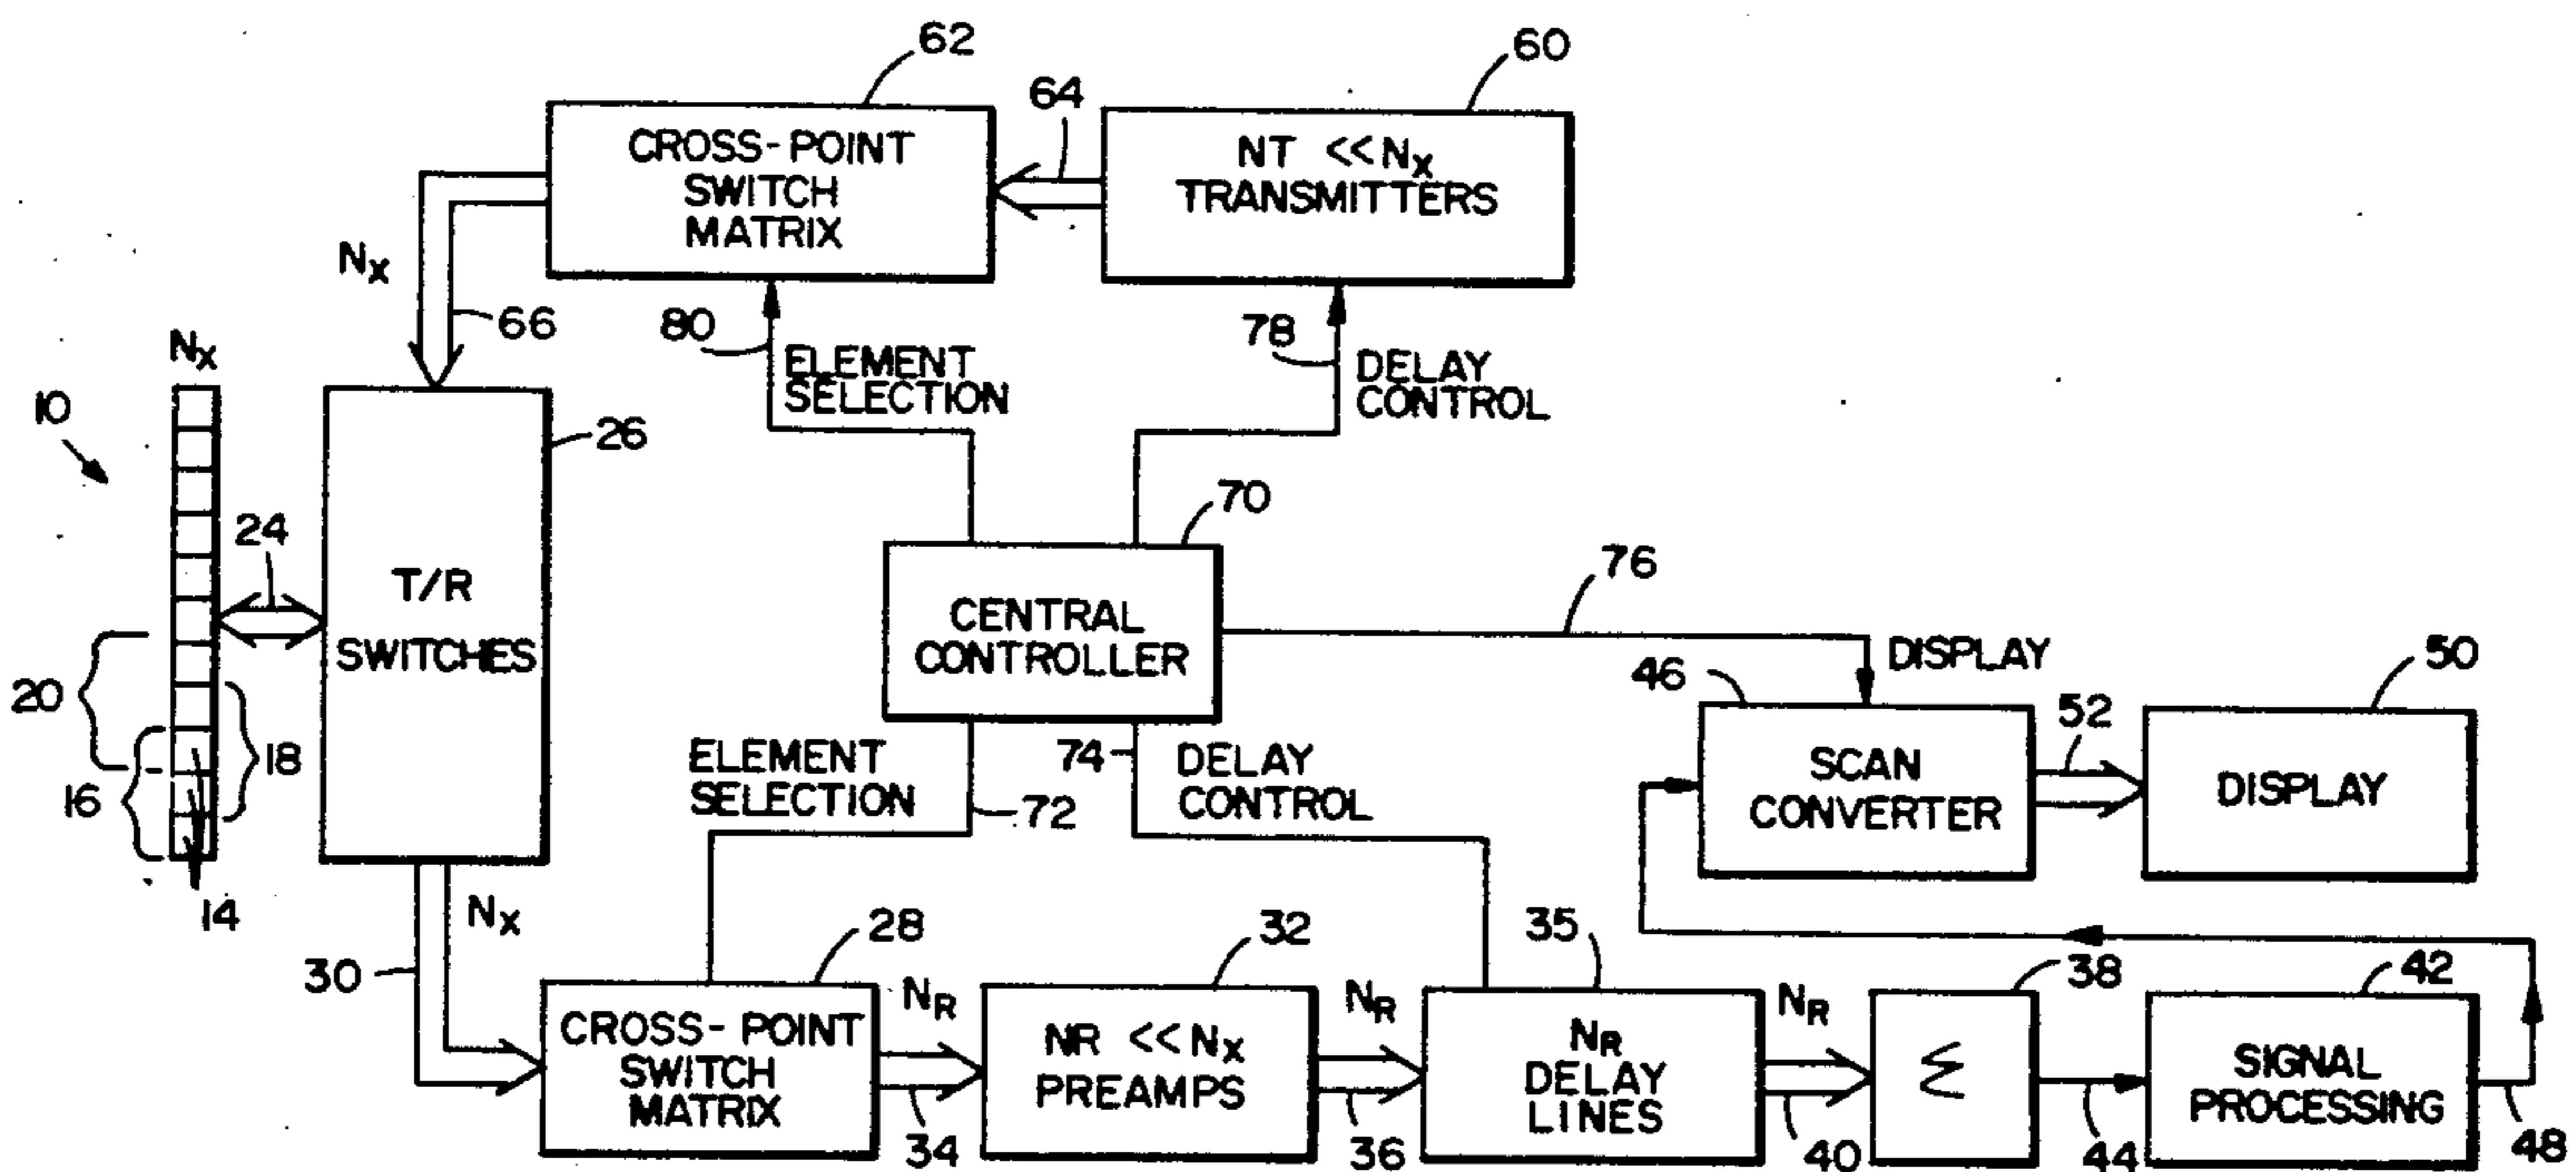 62
60
64
CROSS-POINT
SWITCH
MATRIX
NT << NX
TRANSMITTERS
NX
66
80
ELEMENT
SELECTION
78
DELAY
CONTROL
NX
10
26
24
T/R
SWITCHES
70
CENTRAL
CONTROLLER
76
DISPLAY
20
18
16
14
46
50
52
SCAN
CONVERTER
DISPLAY
ELEMENT
SELECTION
72
74
DELAY
CONTROL
NX
30
28
32
35
38
42
CROSS-POINT
SWITCH
MATRIX
NR
34
NR << NX
PREAMPS
NR
36
NR
DELAY
LINES
NR
40
Σ
44
SIGNAL
PROCESSING
48